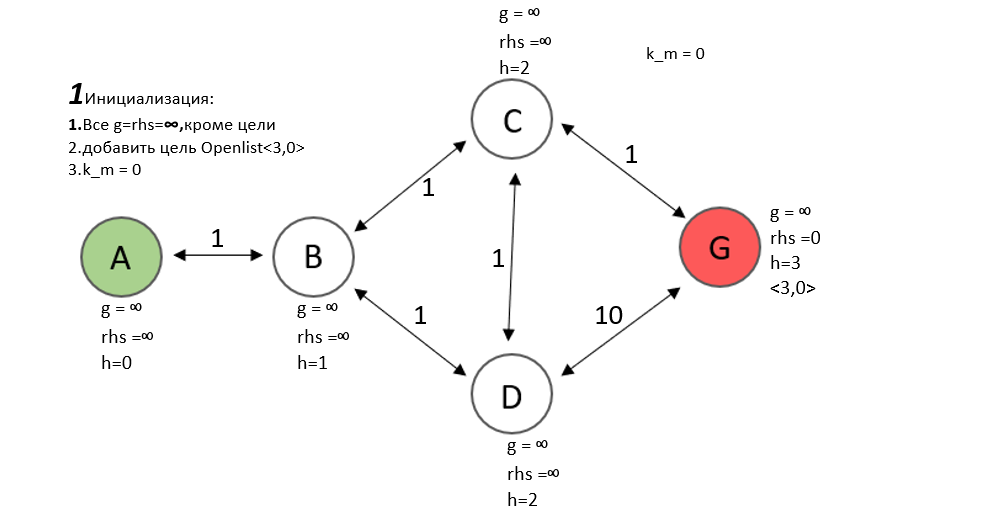 g = ∞
rhs =∞
h=2
k_m = 0
1Инициализация:
1.Все g=rhs=∞,кроме цели
2.добавить цель Openlist<3,0>
3.k_m = 0
C
1
1
g = ∞
rhs =0
h=3
<3,0>
A
1
B
1
G
g = ∞
rhs =∞
h=0
g = ∞
rhs =∞
h=1
1
10
D
g = ∞
rhs =∞
h=2